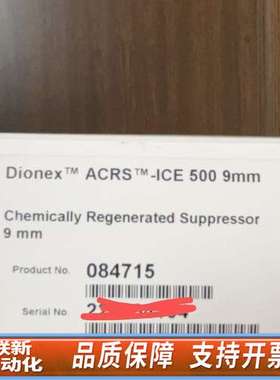 Dionex™ ACRS™-ICE 500 9mm
Chemically Regenerated Suppressor
9 mm
Product No. 084715
Serial No.
联新
动化
品质保障 支持开票